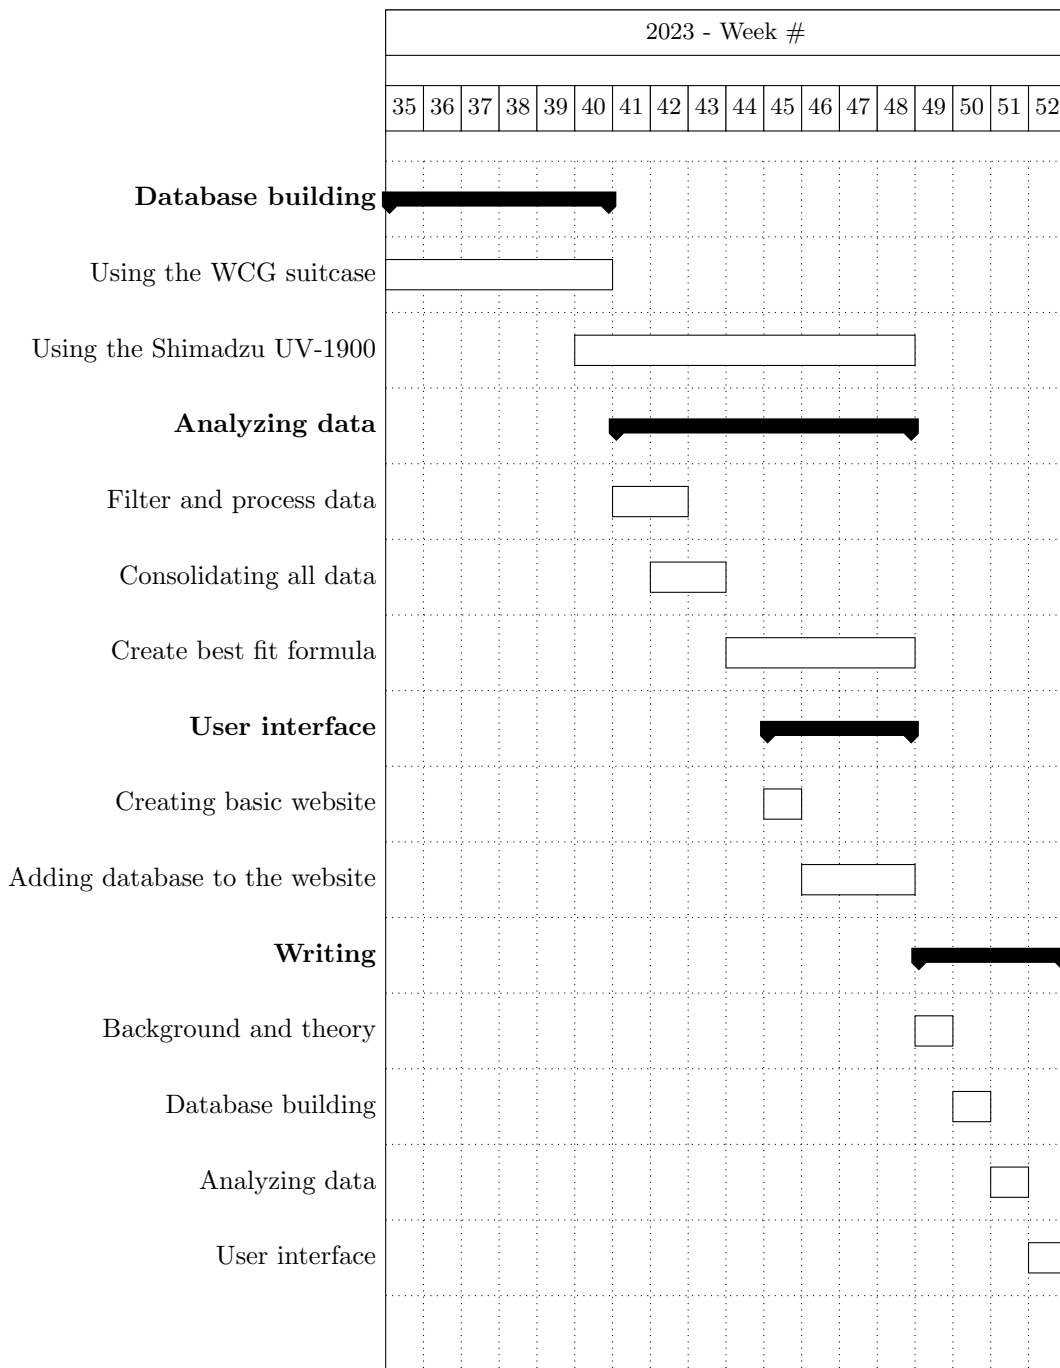 2023 - Week #
35 36 37 38 39 40 41 42 43 44 45 46 47 48 49 50 51 52
Database building
Using the WCG suitcase
Using the Shimadzu UV-1900
Analyzing data
Filter and process data
Consolidating all data
Create best fit formula
User interface
Creating basic website
Adding database to the website
Writing
Background and theory
Database building
Analyzing data
User interface